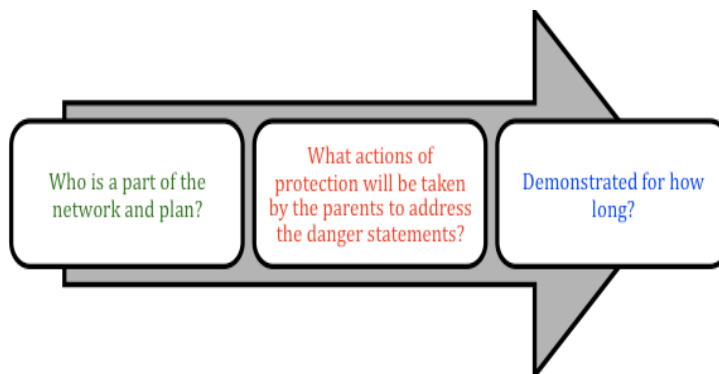 Who is a part of the
network and plan?
What actions of
protection will be taken
by the parents to address
the danger statements?
Demonstrated for how
long?